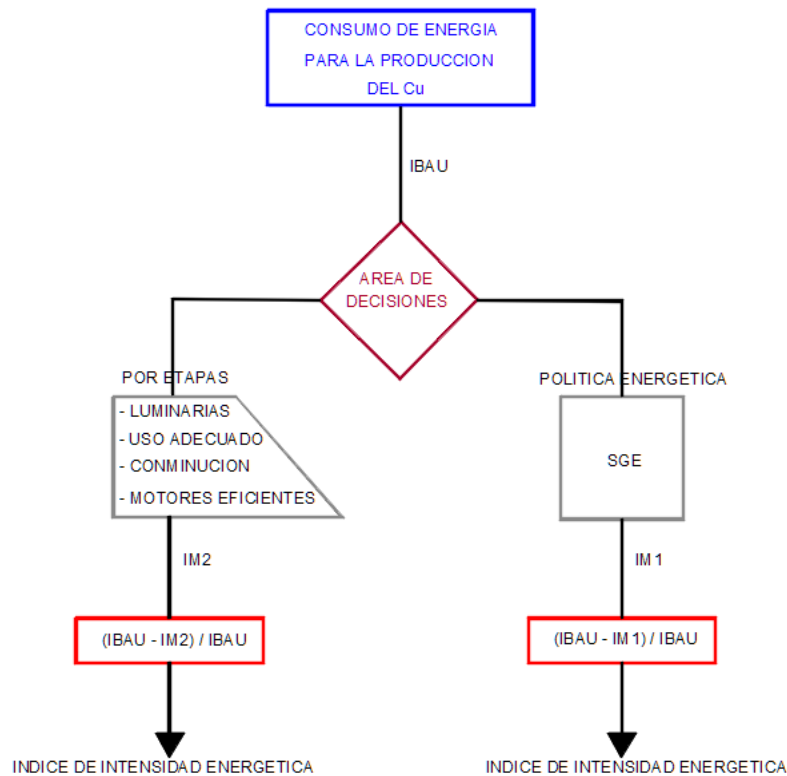 CONSUMO DE ENERGIA
PARA LA PRODUCCION
DEL Cu
IBAU
AREA DE
DECISIONES
POR ETAPAS
- LUMINARIAS
- USO ADECUADO
- CONMINUCION
- MOTORES EFICIENTES
IM2
(IBAU - IM2) / IBAU
INDICE DE INTENSIDAD ENERGETICA
POLITICA ENERGETICA
SGE
IM1
(IBAU - IM1) / IBAU
INDICE DE INTENSIDAD ENERGETICA